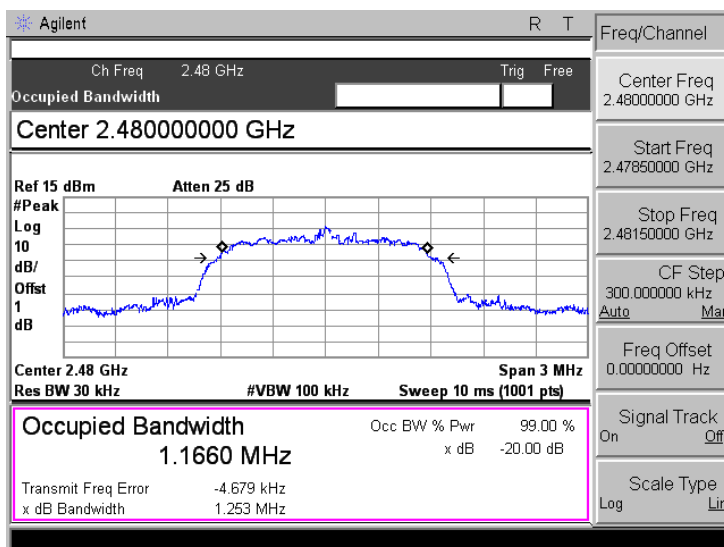 Agilent R T
Ch Freq 2.48 GHz Trig Free
Occupied Bandwidth
Center 2.480000000 GHz
Ref 15 dBm Atten 25 dB
#Peak
Log
10
dB/
Offst
1
dB
Center 2.48 GHz Span 3 MHz
Res BW 30 kHz #VBW 100 kHz Sweep 10 ms (1001 pts)
Occupied Bandwidth Occ BW % Pwr 99.00 %
1.1660 MHz x dB -20.00 dB
Transmit Freq Error -4.679 kHz
x dB Bandwidth 1.253 MHz
Freq/Channel
Center Freq
2.48000000 GHz
Start Freq
2.47850000 GHz
Stop Freq
2.48150000 GHz
CF Step
300.000000 kHz
Auto Man
Freq Offset
0.00000000 Hz
Signal Track
On Off
Scale Type
Log Lin